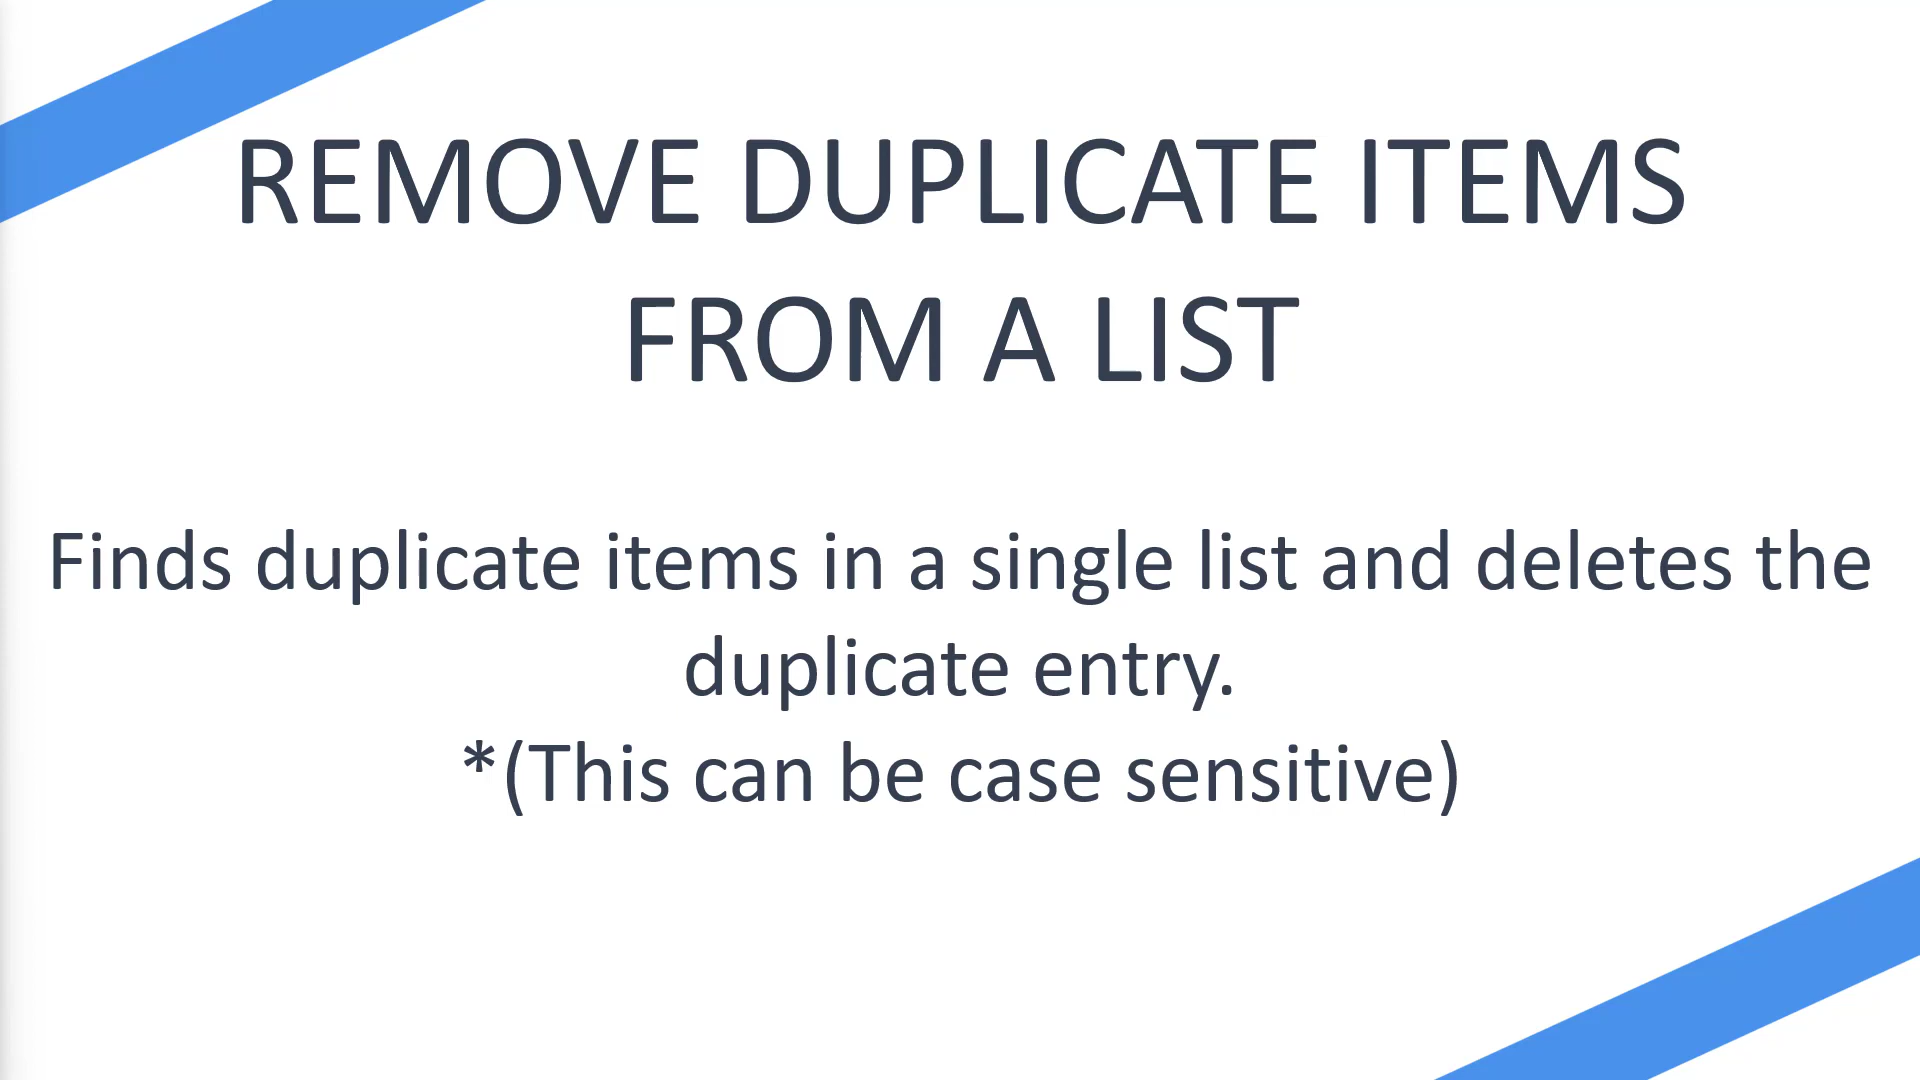 REMOVE DUPLICATE ITEMS
FROM A LIST
Finds duplicate items in a single list and deletes the
duplicate entry.
*(This can be case sensitive)